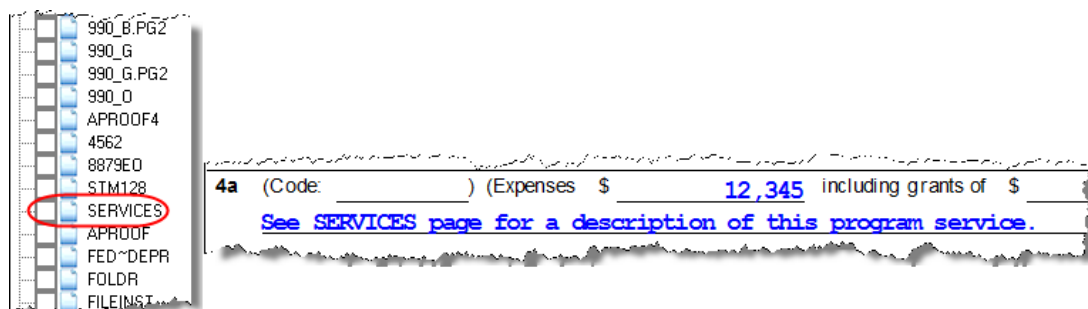 990_B.PG2
990_G
990_G.PG2
990_O
APROOF4
4562
8879EO
STM128
SERVICES
APROOF
FED~DEPR
FOLDR
FILEINST
4a (Code: ) (Expenses $ 12,345 including grants of $
See SERVICES page for a description of this program service.